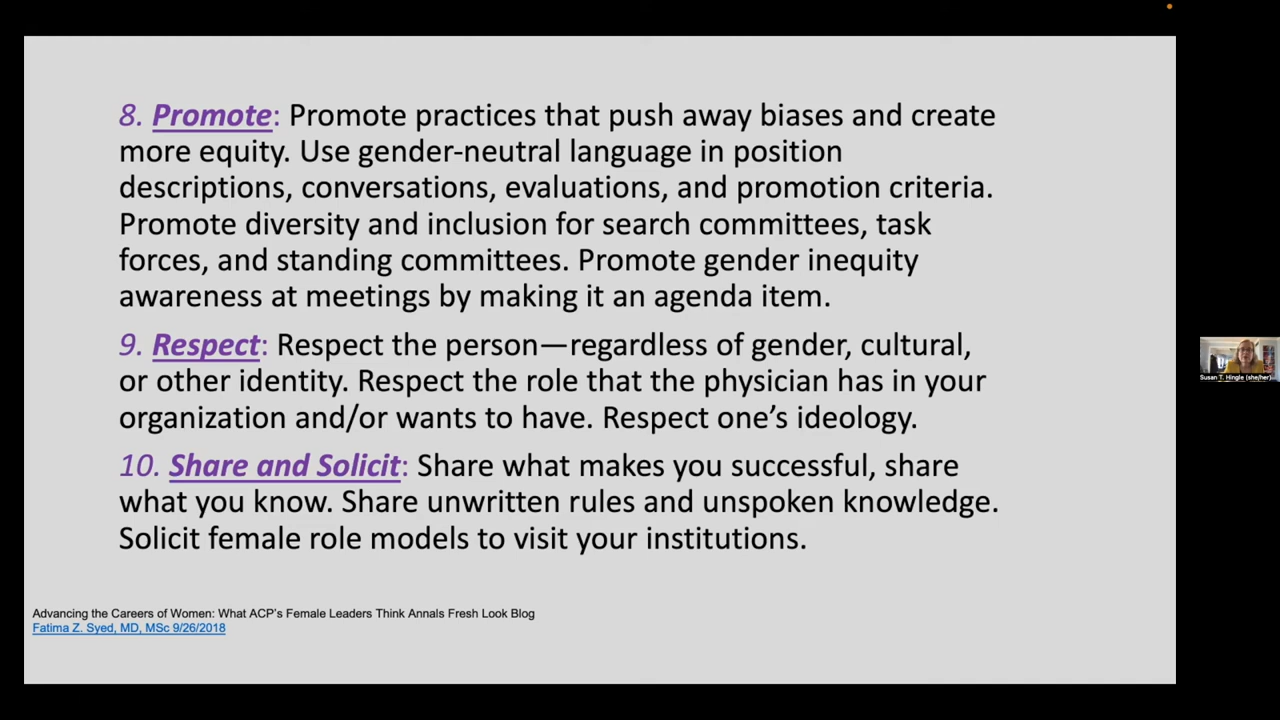 8. Promote: Promote practices that push away biases and create
more equity. Use gender-neutral language in position
descriptions, conversations, evaluations, and promotion criteria.
Promote diversity and inclusion for search committees, task
forces, and standing committees. Promote gender inequity
awareness at meetings by making it an agenda item.
9. Respect: Respect the person—regardless of gender, cultural,
or other identity. Respect the role that the physician has in your
organization and/or wants to have. Respect one’s ideology.
10. Share and Solicit: Share what makes you successful, share
what you know. Share unwritten rules and unspoken knowledge.
Solicit female role models to visit your institutions.
Advancing the Careers of Women: What ACP’s Female Leaders Think Annals Fresh Look Blog
Fatima Z. Syed, MD, MSc 9/26/2018
Susan T. Hingle (she/her)